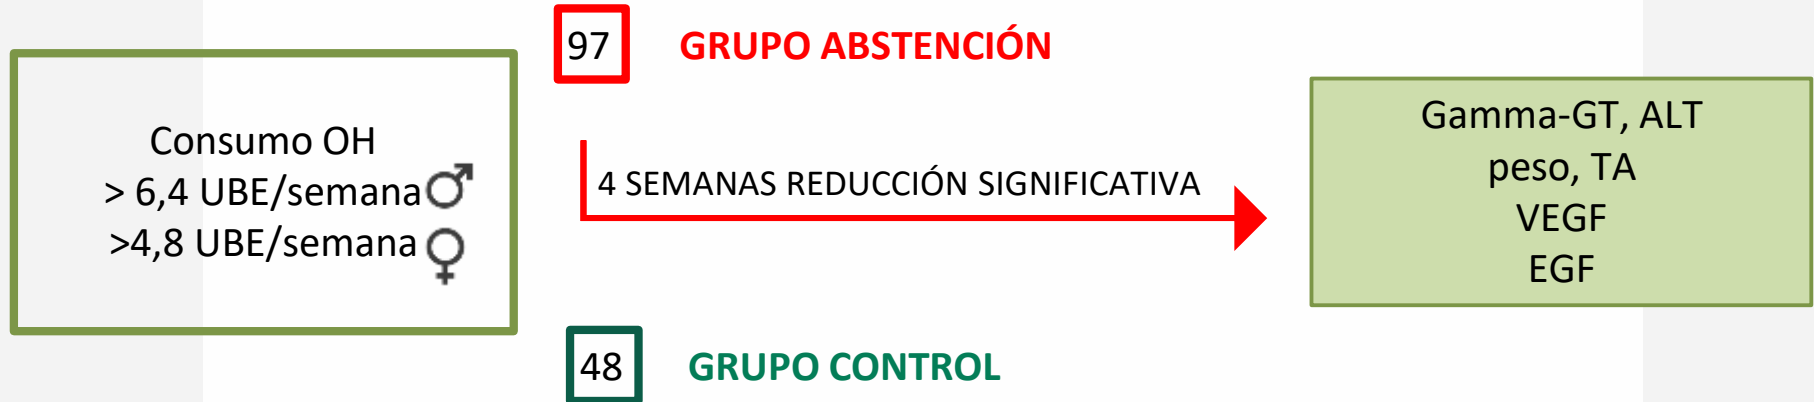 97
GRUPO ABSTENCIÓN
Consumo OH
> 6,4 UBE/semana♂
>4,8 UBE/semana♀
4 SEMANAS REDUCCIÓN SIGNIFICATIVA
Gamma-GT, ALT
peso, TA
VEGF
EGF
48
GRUPO CONTROL